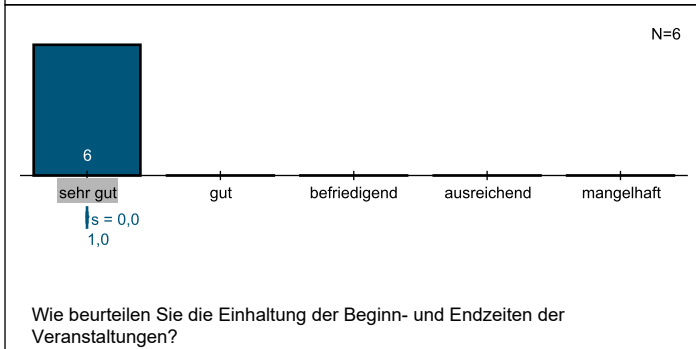 N=6
6
sehr gut gut befriedigend ausreichend mangelhaft
s = 0,0
1,0
Wie beurteilen Sie die Einhaltung der Beginn- und Endzeiten der
Veranstaltungen?